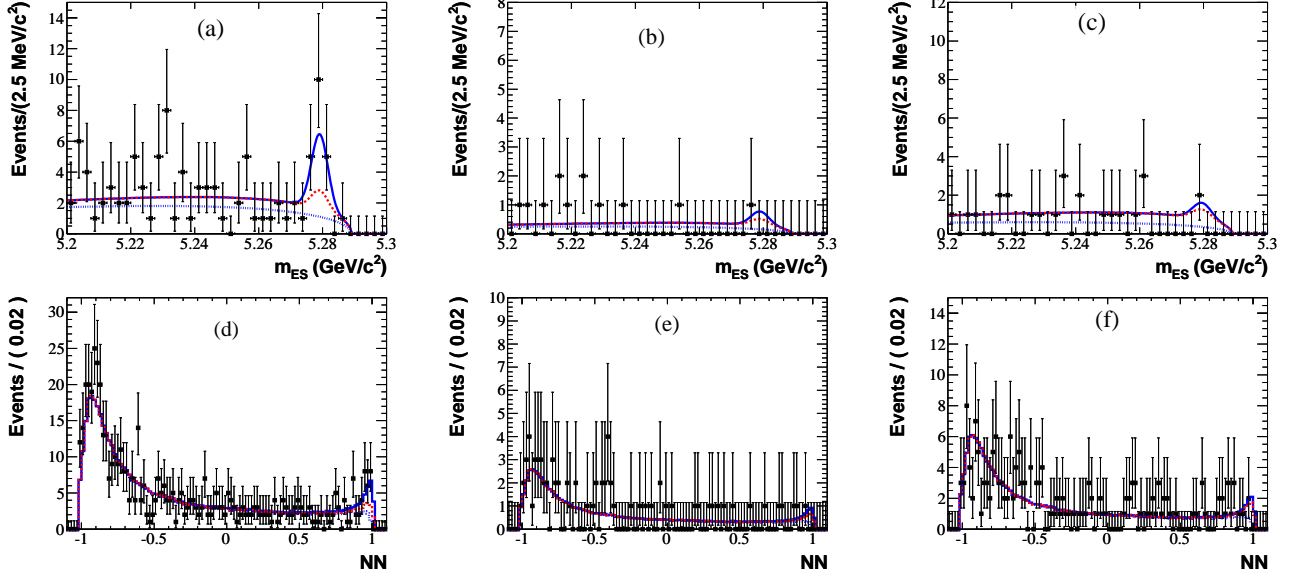 Events/(2.5 MeV/c²)
14
12
10
8
6
4
2
0
(a)
5.2 5.22 5.24 5.26 5.28 5.3
m_ES (GeV/c²)
Events/(2.5 MeV/c²)
8
7
6
5
4
3
2
1
0
(b)
5.2 5.22 5.24 5.26 5.28 5.3
m_ES (GeV/c²)
Events/(2.5 MeV/c²)
12
10
8
6
4
2
0
(c)
5.2 5.22 5.24 5.26 5.28 5.3
m_ES (GeV/c²)
Events / ( 0.02 )
30
25
20
15
10
5
0
(d)
-1 -0.5 0 0.5 1
NN
Events / ( 0.02 )
10
9
8
7
6
5
4
3
2
1
0
(e)
-1 -0.5 0 0.5 1
NN
Events / ( 0.02 )
14
12
10
8
6
4
2
0
(f)
-1 -0.5 0 0.5 1
NN